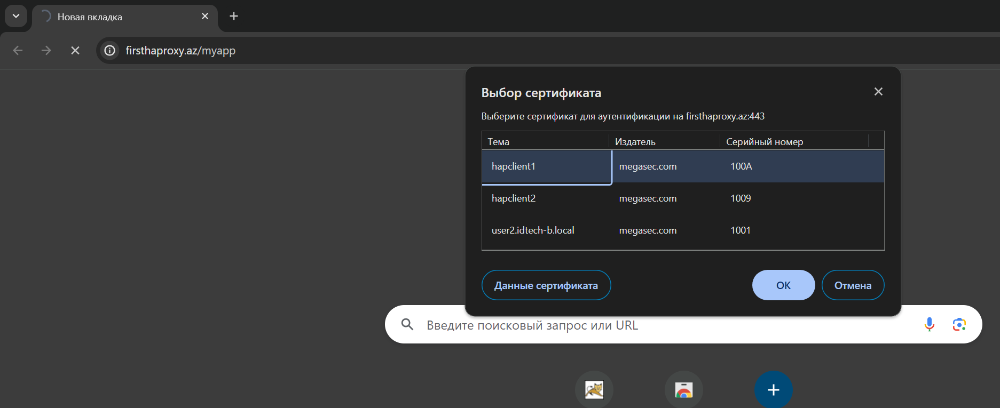 Новая вкладка
firsthaproxy.az/myapp
Выбор сертификата
Выберите сертификат для аутентификации на firsthaproxy.az:443
Тема Издатель Серийный номер
hapclient1 megasec.com 100A
hapclient2 megasec.com 1009
user2.idtech-b.local megasec.com 1001
Данные сертификата ОК Отмена
Введите поисковый запрос или URL